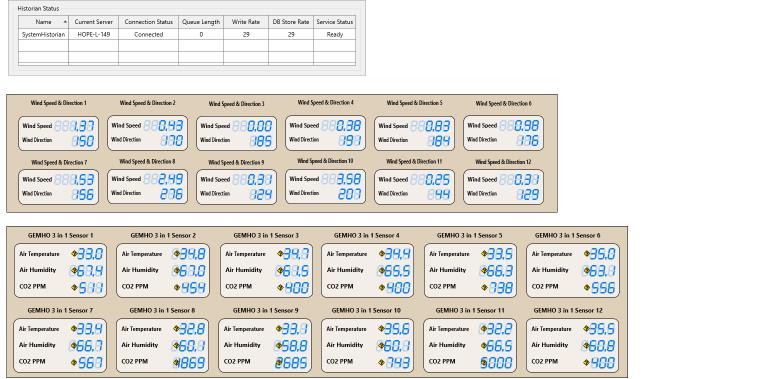 Historian Status
Name Current Server Connection Status Queue Length Write Rate DB Store Rate Service Status
SystemHistorian HOPE-L-149 Connected 0 29 29 Ready
Wind Speed & Direction 1 Wind Speed & Direction 2 Wind Speed & Direction 3 Wind Speed & Direction 4 Wind Speed & Direction 5 Wind Speed & Direction 6
Wind Speed 1.37 Wind Speed 0.43 Wind Speed 0.00 Wind Speed 0.38 Wind Speed 0.83 Wind Speed 0.98
Wind Direction 150 Wind Direction 170 Wind Direction 185 Wind Direction 191 Wind Direction 184 Wind Direction 176
Wind Speed & Direction 7 Wind Speed & Direction 8 Wind Speed & Direction 9 Wind Speed & Direction 10 Wind Speed & Direction 11 Wind Speed & Direction 12
Wind Speed 1.53 Wind Speed 2.49 Wind Speed 0.31 Wind Speed 3.58 Wind Speed 0.25 Wind Speed 0.31
Wind Direction 156 Wind Direction 276 Wind Direction 124 Wind Direction 207 Wind Direction 44 Wind Direction 129
GEMHO 3 in 1 Sensor 1 GEMHO 3 in 1 Sensor 2 GEMHO 3 in 1 Sensor 3 GEMHO 3 in 1 Sensor 4 GEMHO 3 in 1 Sensor 5 GEMHO 3 in 1 Sensor 6
Air Temperature 33.0 Air Temperature 34.8 Air Temperature 34.7 Air Temperature 34.4 Air Temperature 33.5 Air Temperature 35.0
Air Humidity 67.4 Air Humidity 67.0 Air Humidity 61.5 Air Humidity 65.5 Air Humidity 66.3 Air Humidity 63.1
CO2 PPM 511 CO2 PPM 454 CO2 PPM 400 CO2 PPM 400 CO2 PPM 738 CO2 PPM 556
GEMHO 3 in 1 Sensor 7 GEMHO 3 in 1 Sensor 8 GEMHO 3 in 1 Sensor 9 GEMHO 3 in 1 Sensor 10 GEMHO 3 in 1 Sensor 11 GEMHO 3 in 1 Sensor 12
Air Temperature 33.4 Air Temperature 32.8 Air Temperature 33.1 Air Temperature 35.6 Air Temperature 32.2 Air Temperature 35.5
Air Humidity 66.7 Air Humidity 60.1 Air Humidity 58.8 Air Humidity 60.1 Air Humidity 66.5 Air Humidity 60.8
CO2 PPM 567 CO2 PPM 1869 CO2 PPM 2685 CO2 PPM 743 CO2 PPM 5000 CO2 PPM 400